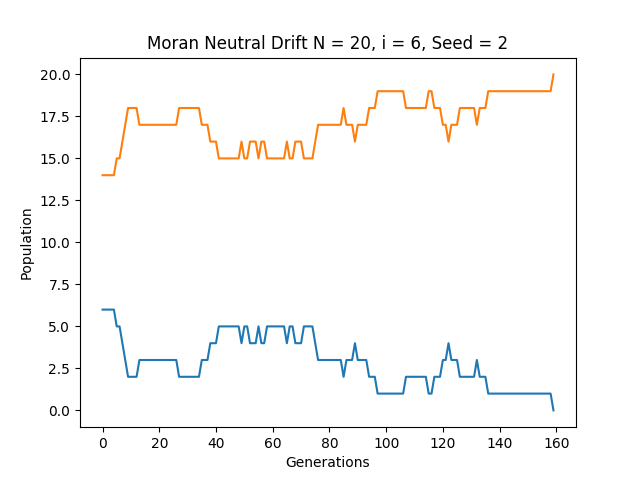 Moran Neutral Drift N = 20, i = 6, Seed = 2
20.0
17.5
15.0
12.5
10.0
7.5
5.0
2.5
0.0
Population
0 20 40 60 80 100 120 140 160
Generations